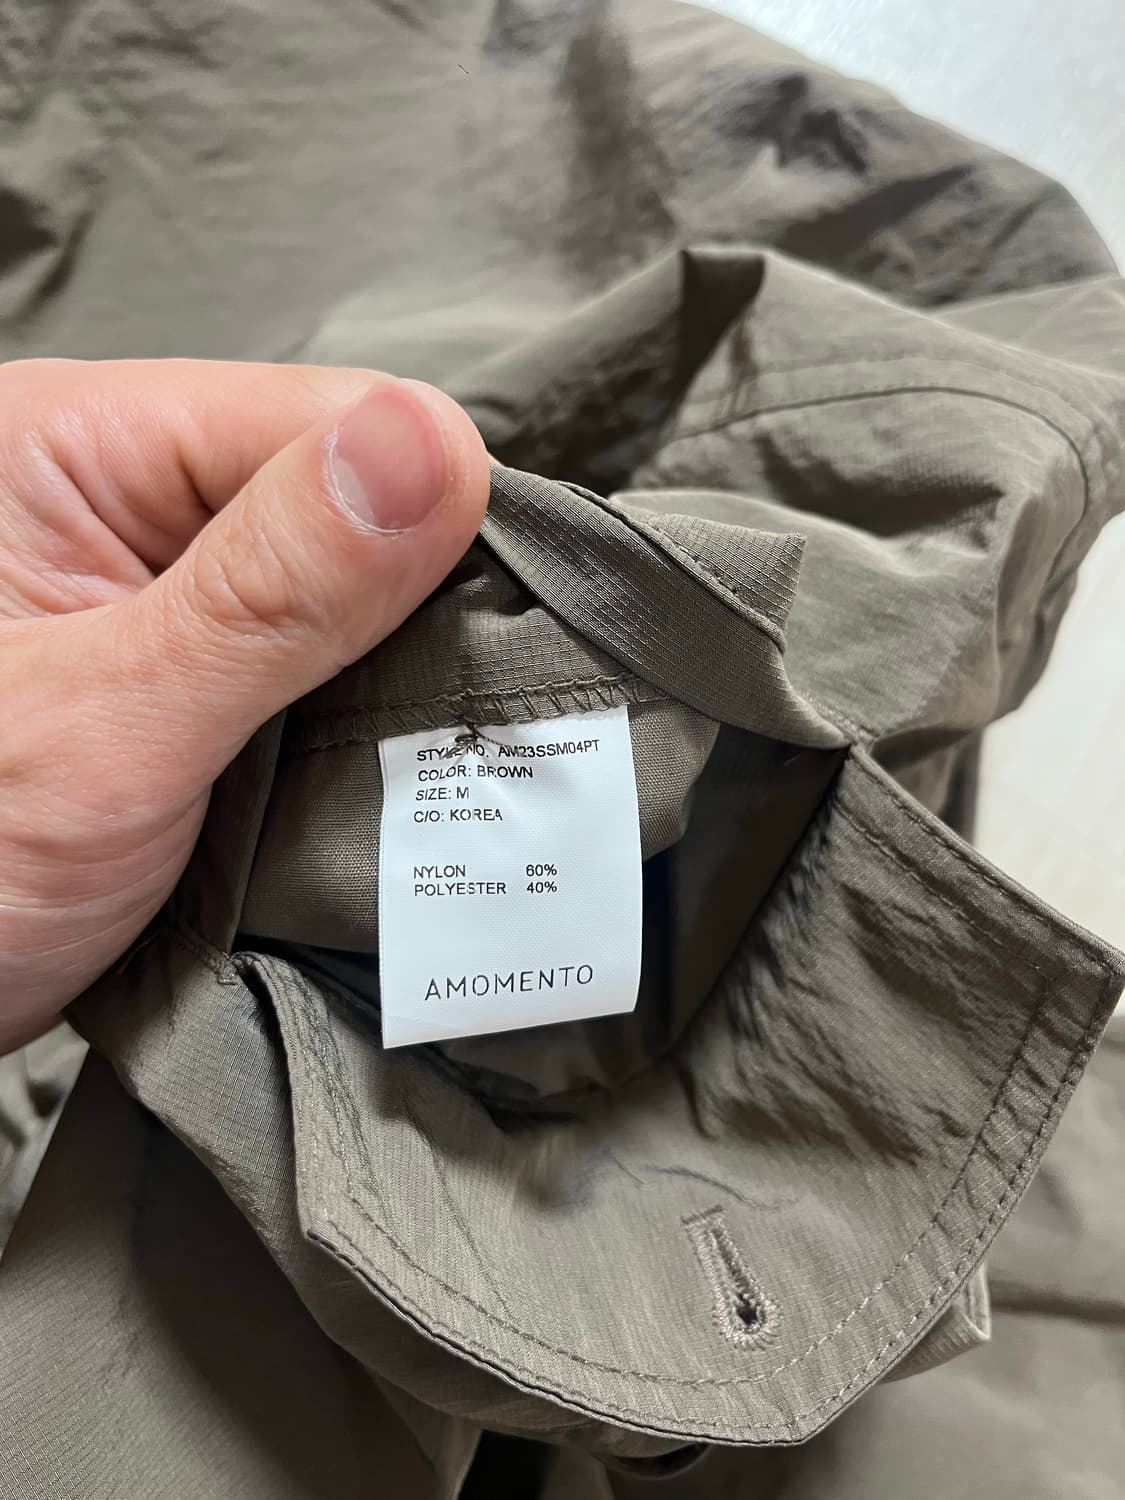 STYLE NO. AM23SSM04PT
COLOR: BROWN
SIZE: M
C/O: KOREA
NYLON 60%
POLYESTER 40%
AMOMENTO